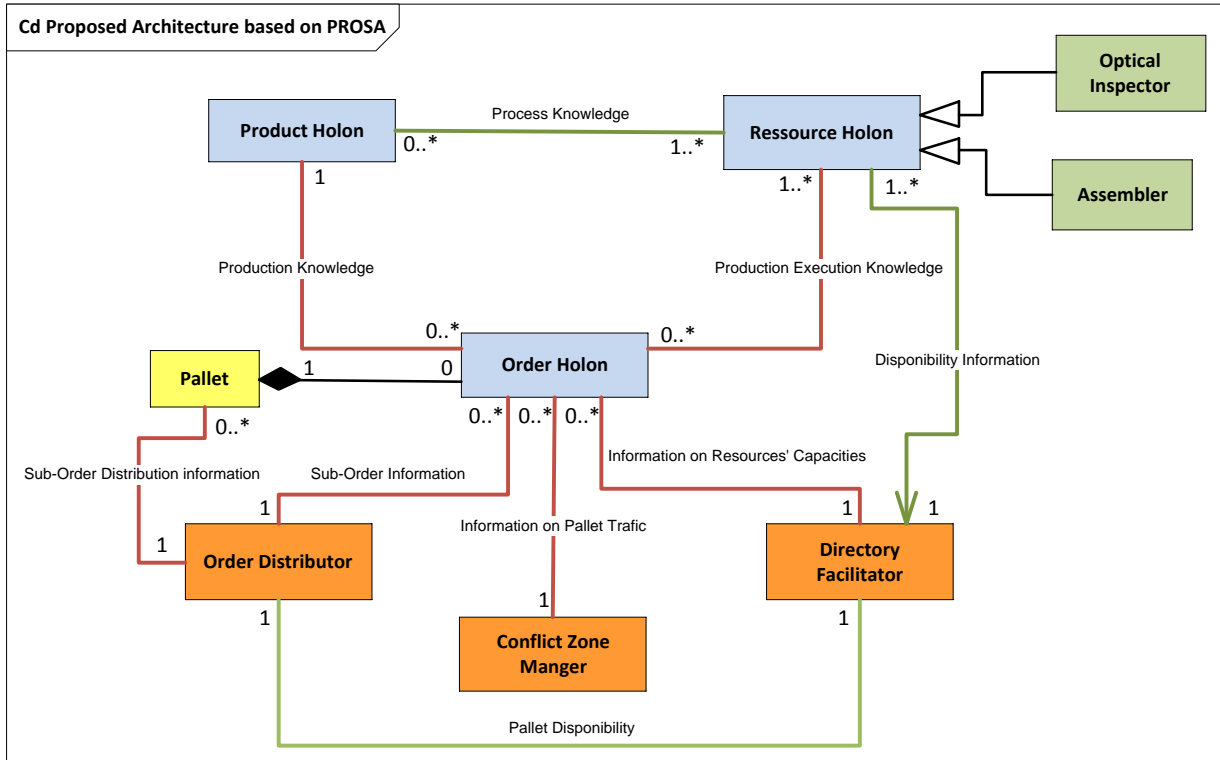 Cd Proposed Architecture based on PROSA
Optical
Inspector
Product Holon
Process Knowledge
Ressource Holon
0..*
1..*
Assembler
1
1..*
1..*
Production Knowledge
Production Execution Knowledge
0..*
0..*
Disponibility Information
Pallet
1
0
Order Holon
0..*
0..*
0..*
0..*
Sub-Order Distribution information
Sub-Order Information
Information on Resources' Capacities
1
Information on Pallet Trafic
1
1
1
Order Distributor
Directory
Facilitator
1
1
1
Conflict Zone
Manger
Pallet Disponibility